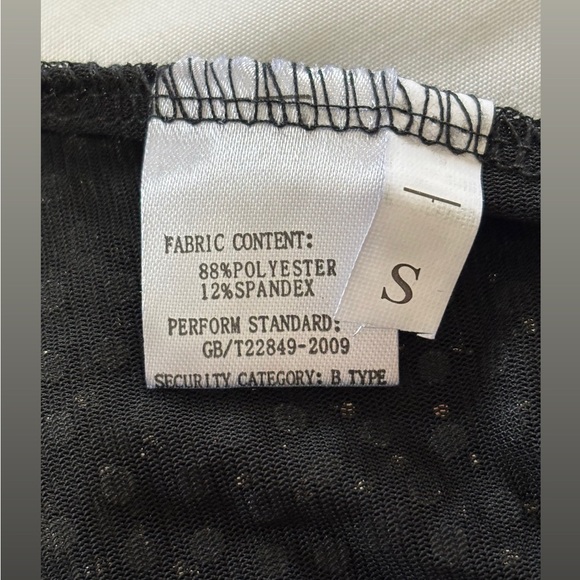 FABRIC CONTENT:
88%POLYESTER
12%SPANDEX
PERFORM STANDARD:
GB/T22849-2009
SECURITY CATEGORY: B TYPE
S